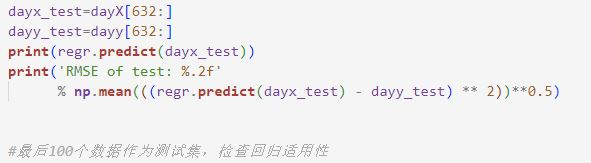 dayx_test=dayX[632:]
dayy_test=dayy[632:]
print(regr.predict(dayx_test))
print('RMSE of test: %.2f'
% np.mean(((regr.predict(dayx_test) - dayy_test) ** 2))**0.5)
#最后100个数据作为测试集，检查回归适用性